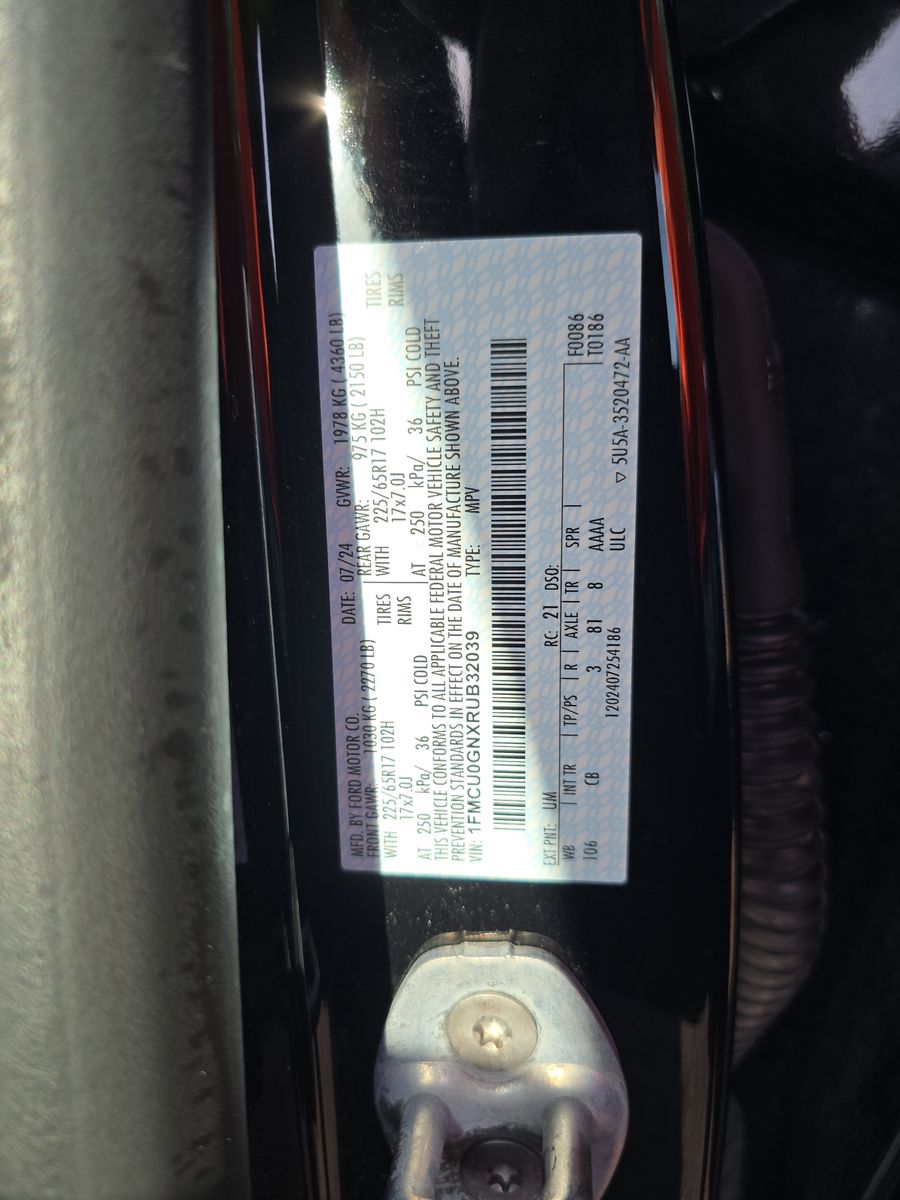 MFD. BY FORD MOTOR CO. DATE: 07/24 GVWR: 1978 KG ( 4360 LB)
FRONT GAWR: 1030 KG ( 2270 LB) REAR GAWR: 975 KG ( 2150 LB)
WITH 225/65R17 102H TIRES WITH 225/65R17 102H TIRES
17x7.0J RIMS 17x7.0J RIMS
AT 250 kPa/ 36 PSI COLD AT 250 kPa/ 36 PSI COLD
THIS VEHICLE CONFORMS TO ALL APPLICABLE FEDERAL MOTOR VEHICLE SAFETY AND THEFT
PREVENTION STANDARDS IN EFFECT ON THE DATE OF MANUFACTURE SHOWN ABOVE.
VIN: 1FMCU0GNXRUB32039 TYPE: MPV
EXT PNT: UM RC: 21 DSO:
WB INT TR TP/PS R AXLE TR SPR F0086
106 CB 3 81 8 AAAA T0186
1202407254186 ULC ▽ 5U5A-3520472-AA